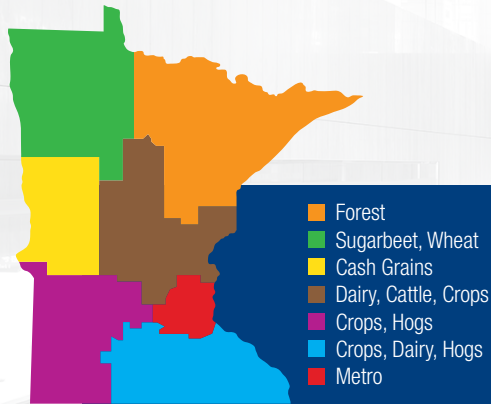 Forest
Sugarbeet, Wheat
Cash Grains
Dairy, Cattle, Crops
Crops, Hogs
Crops, Dairy, Hogs
Metro